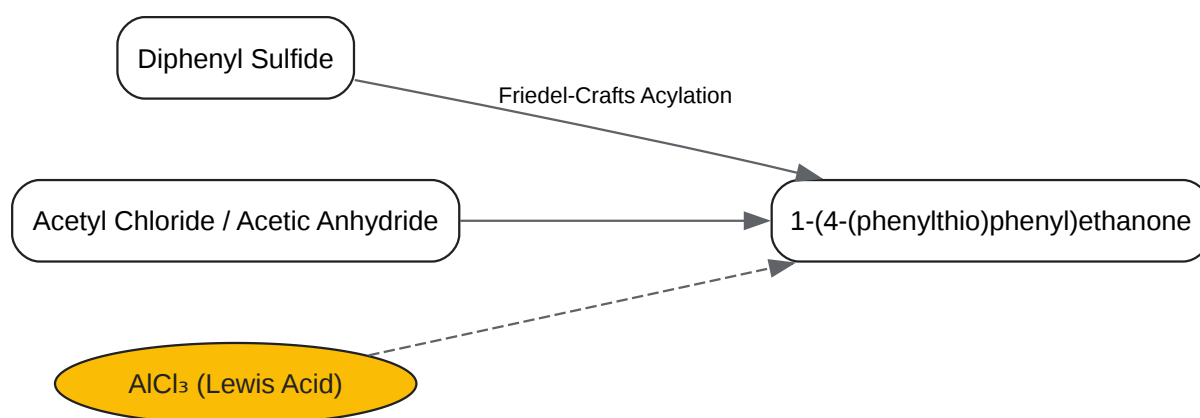 Diphenyl Sulfide
Friedel-Crafts Acylation
Acetyl Chloride / Acetic Anhydride
1-(4-(phenylthio)phenyl)ethanone
AlCl₃ (Lewis Acid)